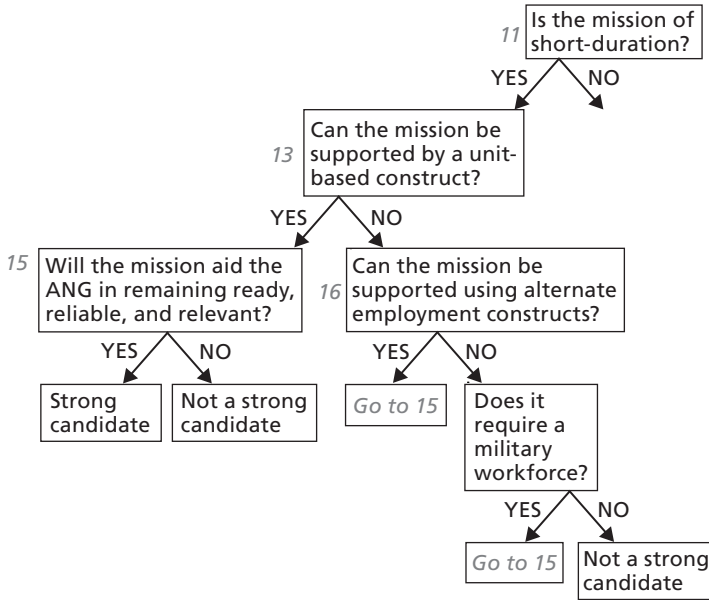 11
Is the mission of
short-duration?
YES
NO
13
Can the mission be
supported by a unit-
based construct?
YES
NO
15
Will the mission aid the
ANG in remaining ready,
reliable, and relevant?
16
Can the mission be
supported using alternate
employment constructs?
YES
NO
YES
NO
Strong
candidate
Not a strong
candidate
Go to 15
Does it
require a
military
workforce?
YES
NO
Go to 15
Not a strong
candidate